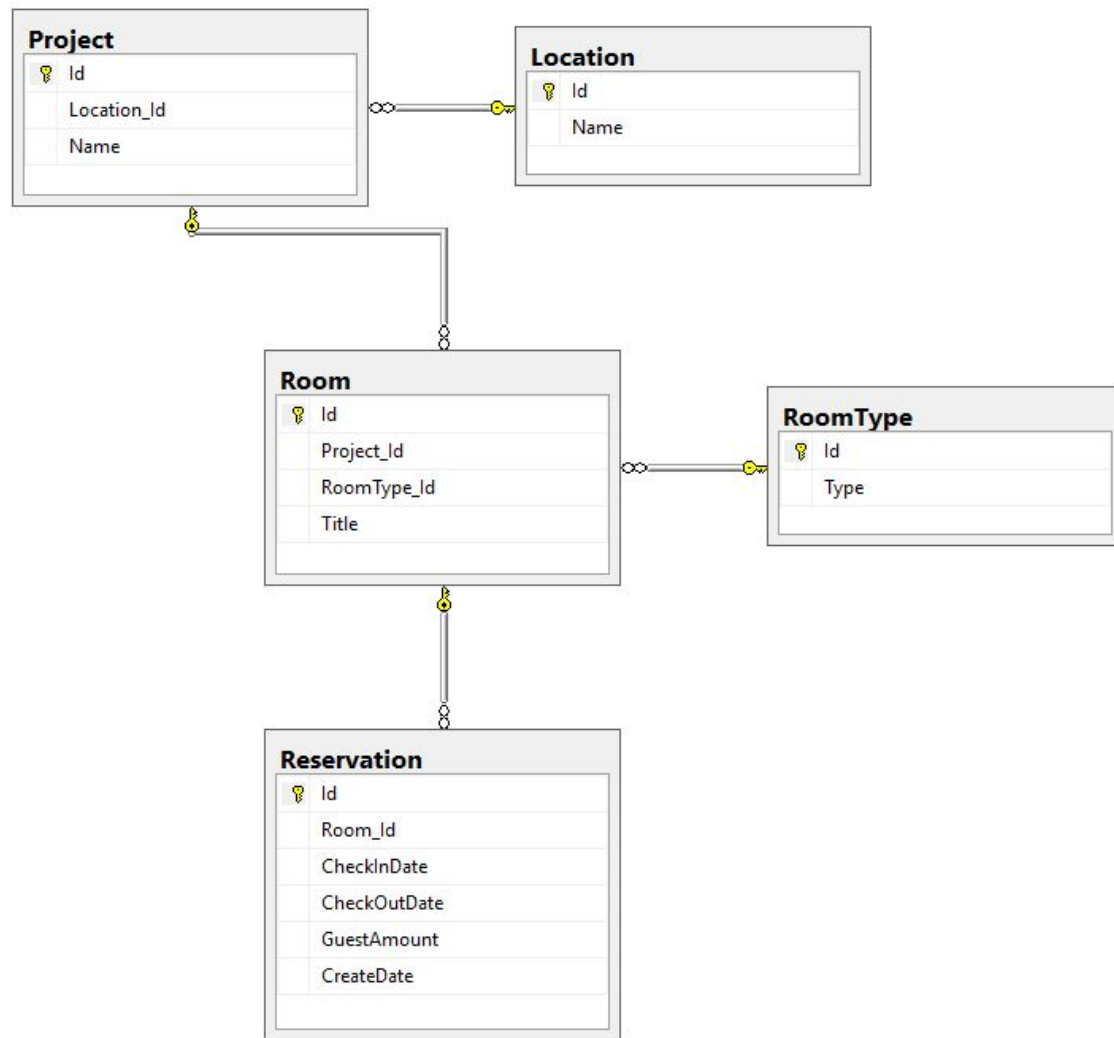 Project
Id
Location_Id
Name
Location
Id
Name
Room
Id
Project_Id
RoomType_Id
Title
RoomType
Id
Type
Reservation
Id
Room_Id
CheckInDate
CheckOutDate
GuestAmount
CreateDate